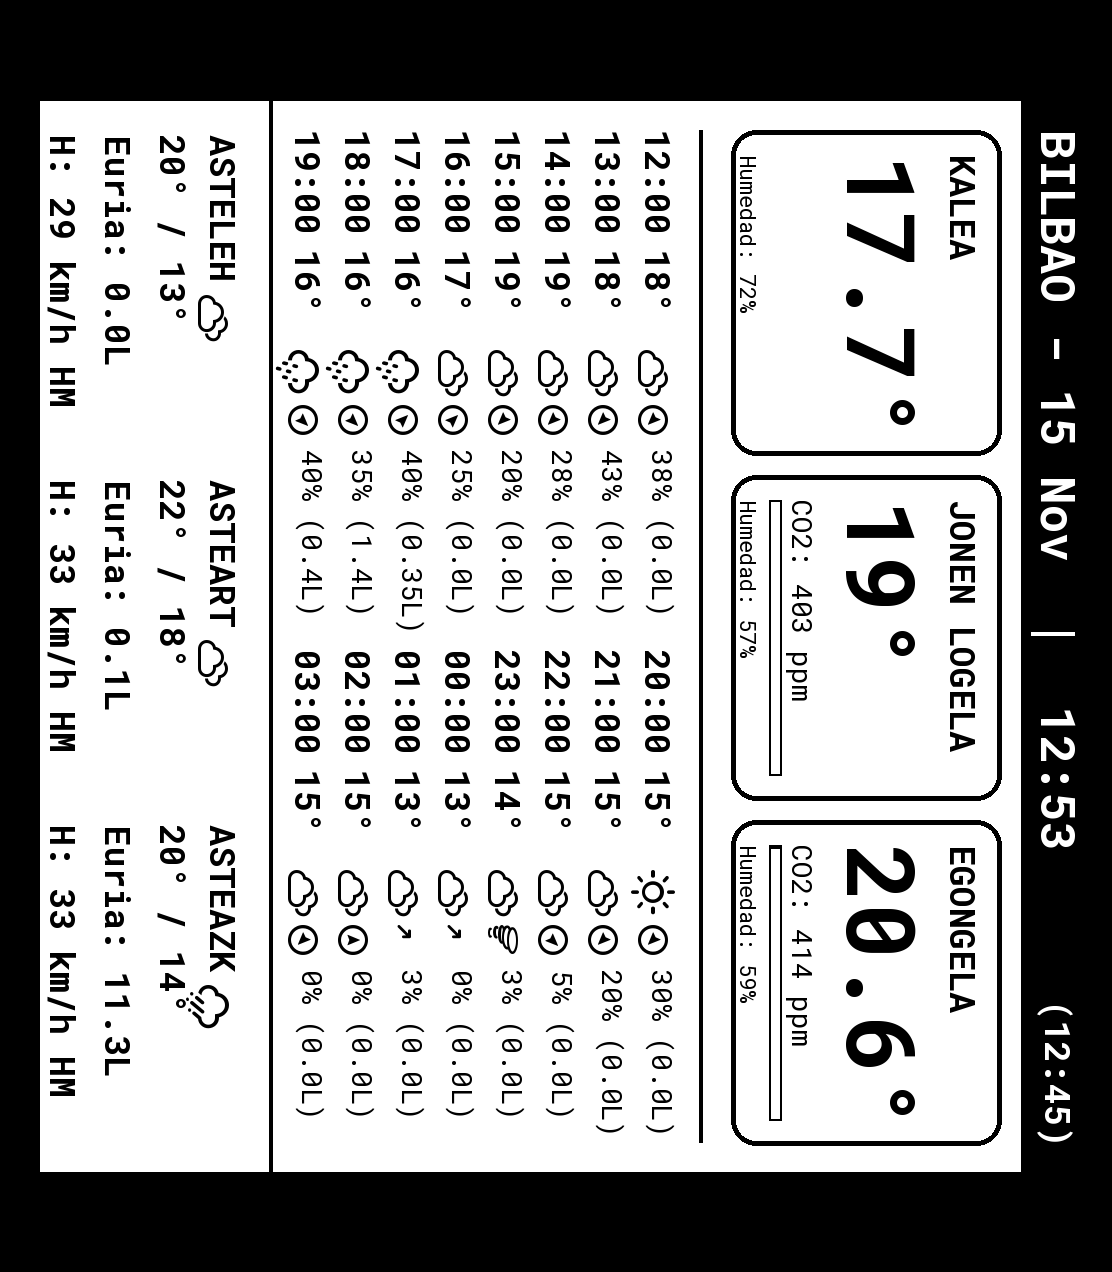 BILBAO - 15 Nov | 12:53 (12:45)
KALEA
17.7°
Humedad: 72%
JONEN LOGELA
19°
CO2: 403 ppm
Humedad: 57%
EGONGELA
20.6°
CO2: 414 ppm
Humedad: 59%
12:00 18° 38% (0.0L)
13:00 18° 43% (0.0L)
14:00 19° 28% (0.0L)
15:00 19° 20% (0.0L)
16:00 17° 25% (0.0L)
17:00 16° 40% (0.35L)
18:00 16° 35% (1.4L)
19:00 16° 40% (0.4L)
20:00 15° 30% (0.0L)
21:00 15° 20% (0.0L)
22:00 15° 5% (0.0L)
23:00 14° 3% (0.0L)
00:00 13° 0% (0.0L)
01:00 13° 3% (0.0L)
02:00 15° 0% (0.0L)
03:00 15° 0% (0.0L)
ASTELEH
20° / 13°
Euria: 0.0L
H: 29 km/h HM
ASTEART
22° / 18°
Euria: 0.1L
H: 33 km/h HM
ASTEAZK
20° / 14°
Euria: 11.3L
H: 33 km/h HM